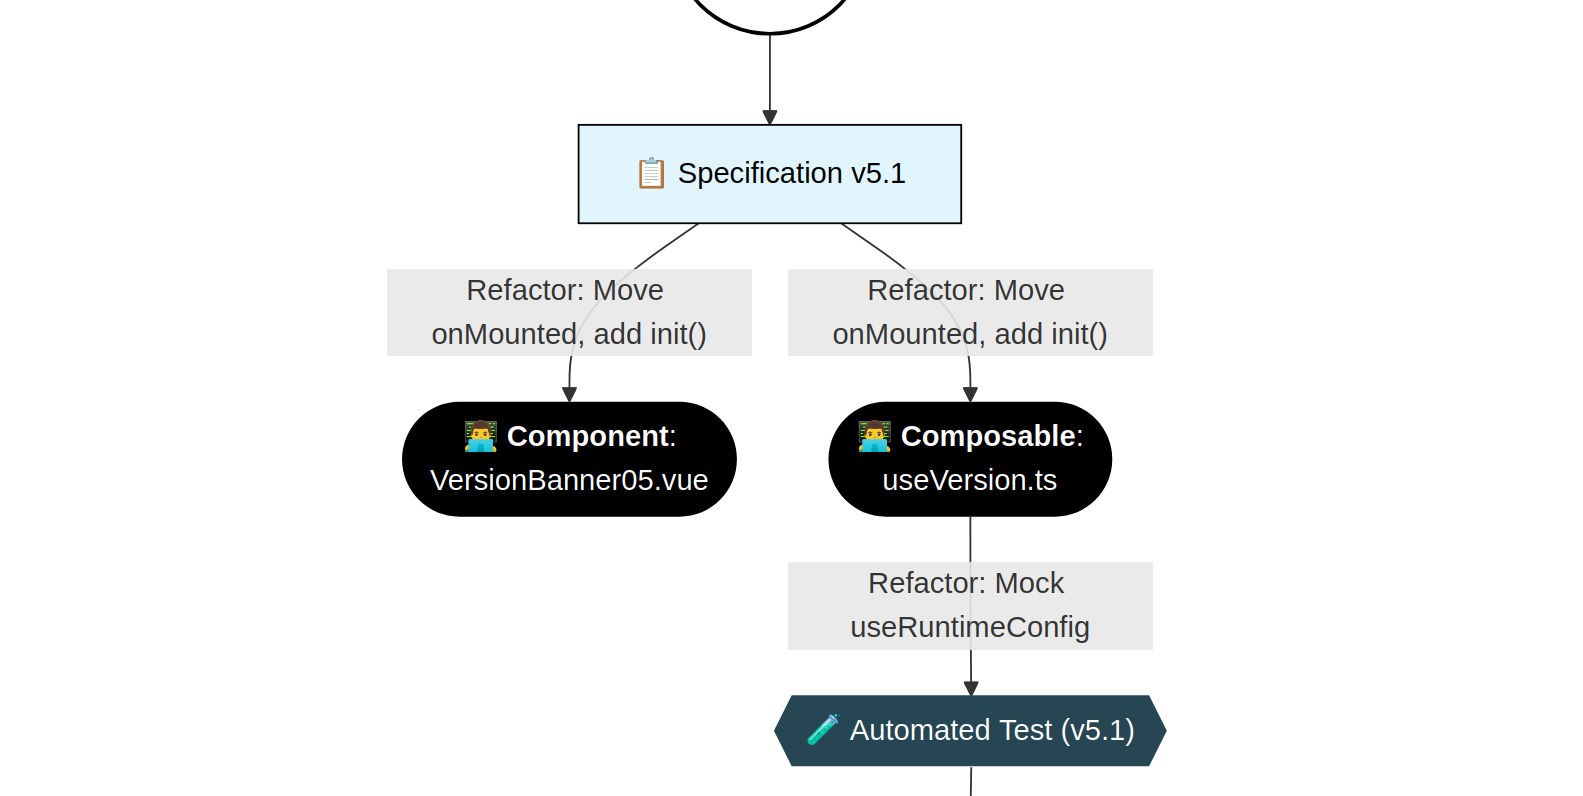 📋 Specification v5.1
Refactor: Move
onMounted, add init()
Refactor: Move
onMounted, add init()
👨‍💻 Component:
VersionBanner05.vue
👨‍💻 Composable:
useVersion.ts
Refactor: Mock
useRuntimeConfig
🧪 Automated Test (v5.1)